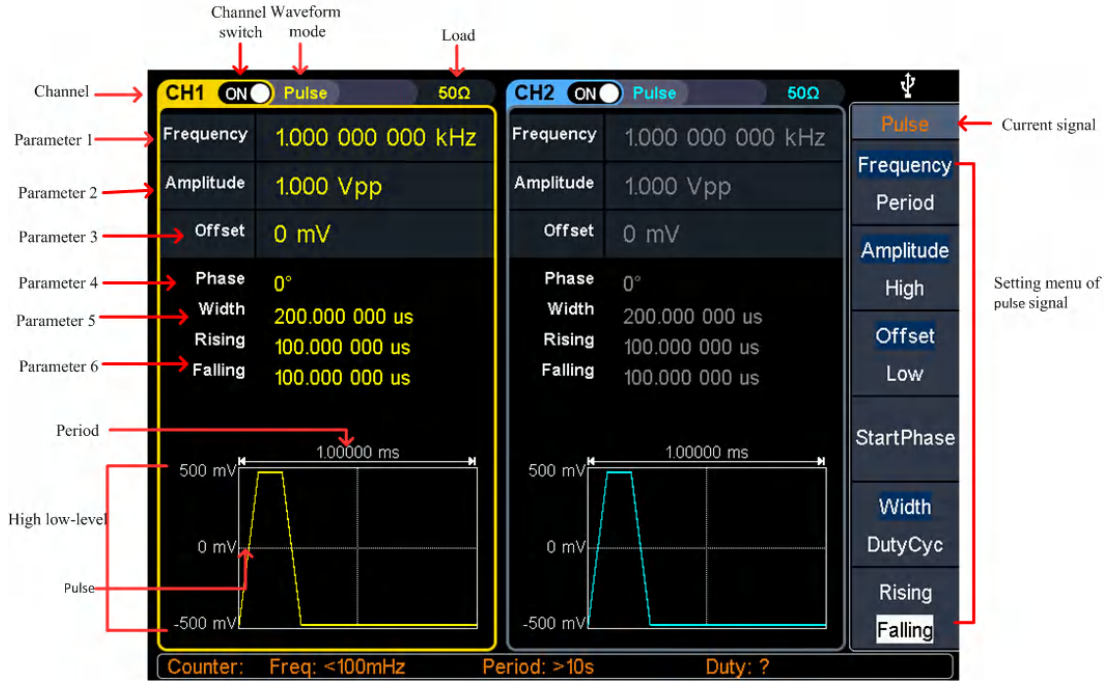 Channel Waveform
switch mode
Load
Channel
CH1 ON Pulse 50Ω
CH2 ON Pulse 50Ω
Parameter 1
Frequency 1.000 000 000 kHz
Frequency 1.000 000 000 kHz
Pulse
Current signal
Parameter 2
Amplitude 1.000 Vpp
Amplitude 1.000 Vpp
Frequency
Period
Parameter 3
Offset 0 mV
Offset 0 mV
Amplitude
High
Parameter 4
Phase 0°
Phase 0°
Setting menu of
pulse signal
Parameter 5
Width 200.000 000 us
Width 200.000 000 us
Rising 100.000 000 us
Rising 100.000 000 us
Offset
Low
Parameter 6
Falling 100.000 000 us
Falling 100.000 000 us
Period
1.00000 ms
1.00000 ms
StartPhase
500 mV
500 mV
High low-level
Width
DutyCyc
0 mV
0 mV
Pulse
Rising
Falling
-500 mV
-500 mV
Counter: Freq: <100mHz Period: >10s Duty: ?